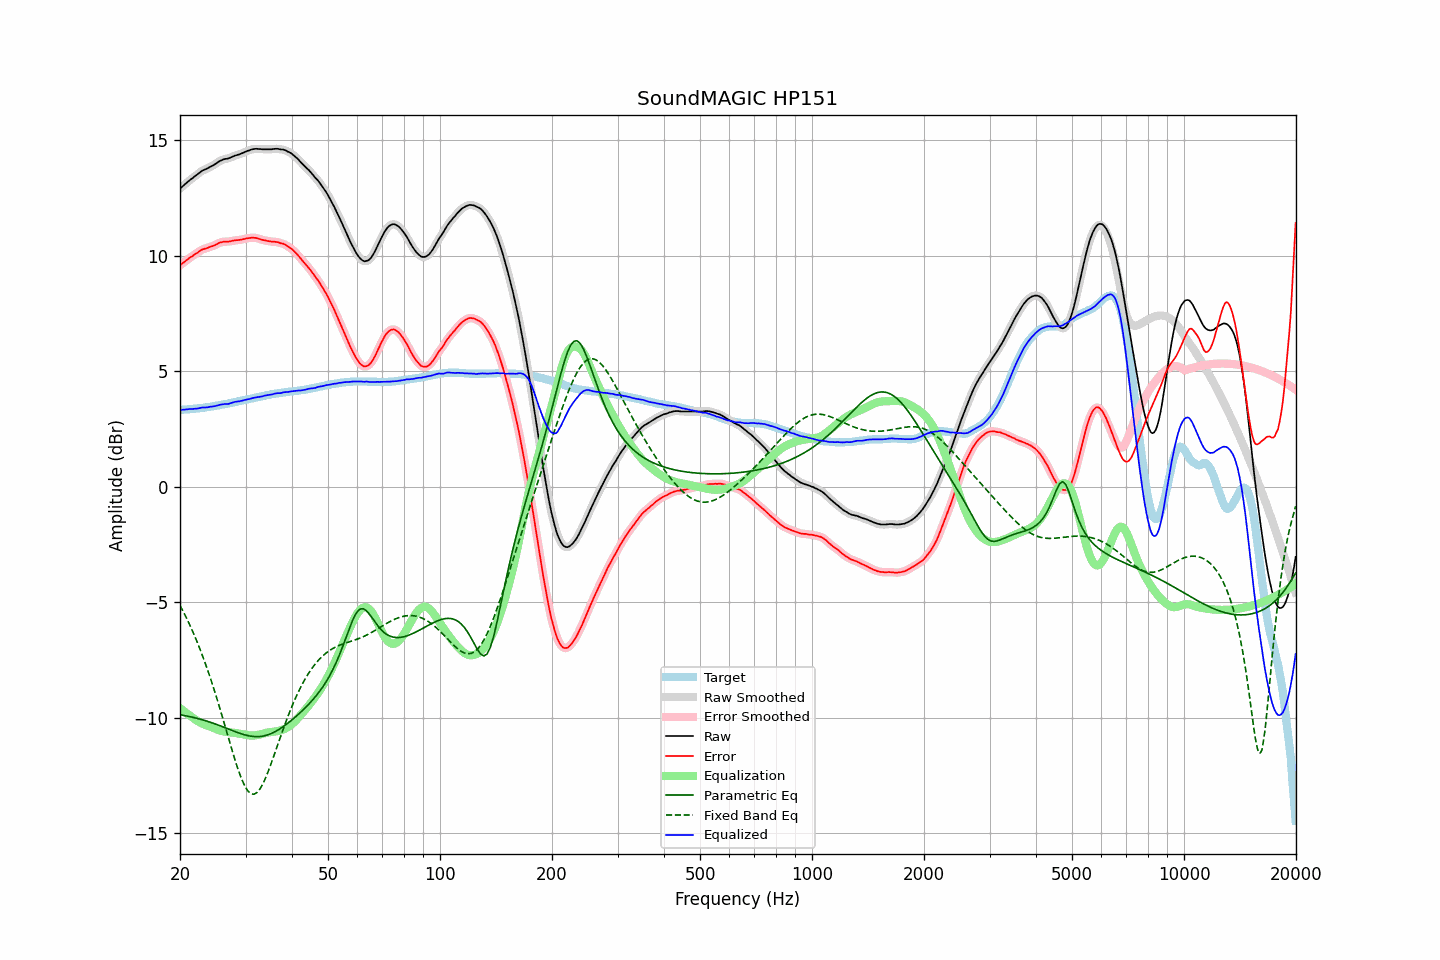 SoundMAGIC HP151
15
10
5
0
−5
−10
−15
Amplitude (dBr)
20
50
100
200
500
1000
2000
5000
10000
20000
Frequency (Hz)
Target
Raw Smoothed
Error Smoothed
Raw
Error
Equalization
Parametric Eq
Fixed Band Eq
Equalized